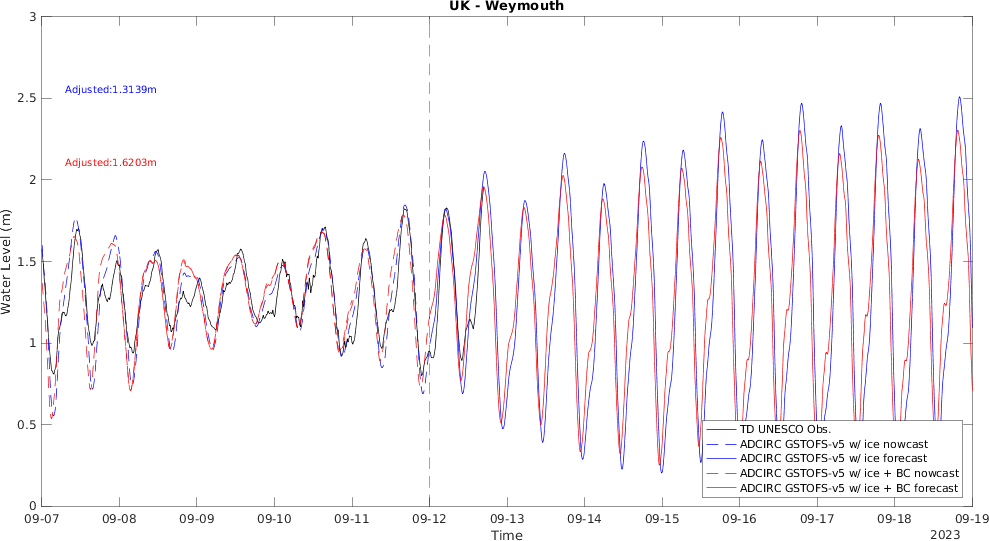 UK - Weymouth
3
2.5
2
1.5
1
0.5
0
Water Level (m)
Adjusted:1.3139m
Adjusted:1.6203m
TD UNESCO Obs.
ADCIRC GSTOFS-v5 w/ ice nowcast
ADCIRC GSTOFS-v5 w/ ice forecast
ADCIRC GSTOFS-v5 w/ ice + BC nowcast
ADCIRC GSTOFS-v5 w/ ice + BC forecast
09-07 09-08 09-09 09-10 09-11 09-12 09-13 09-14 09-15 09-16 09-17 09-18 09-19
Time
2023